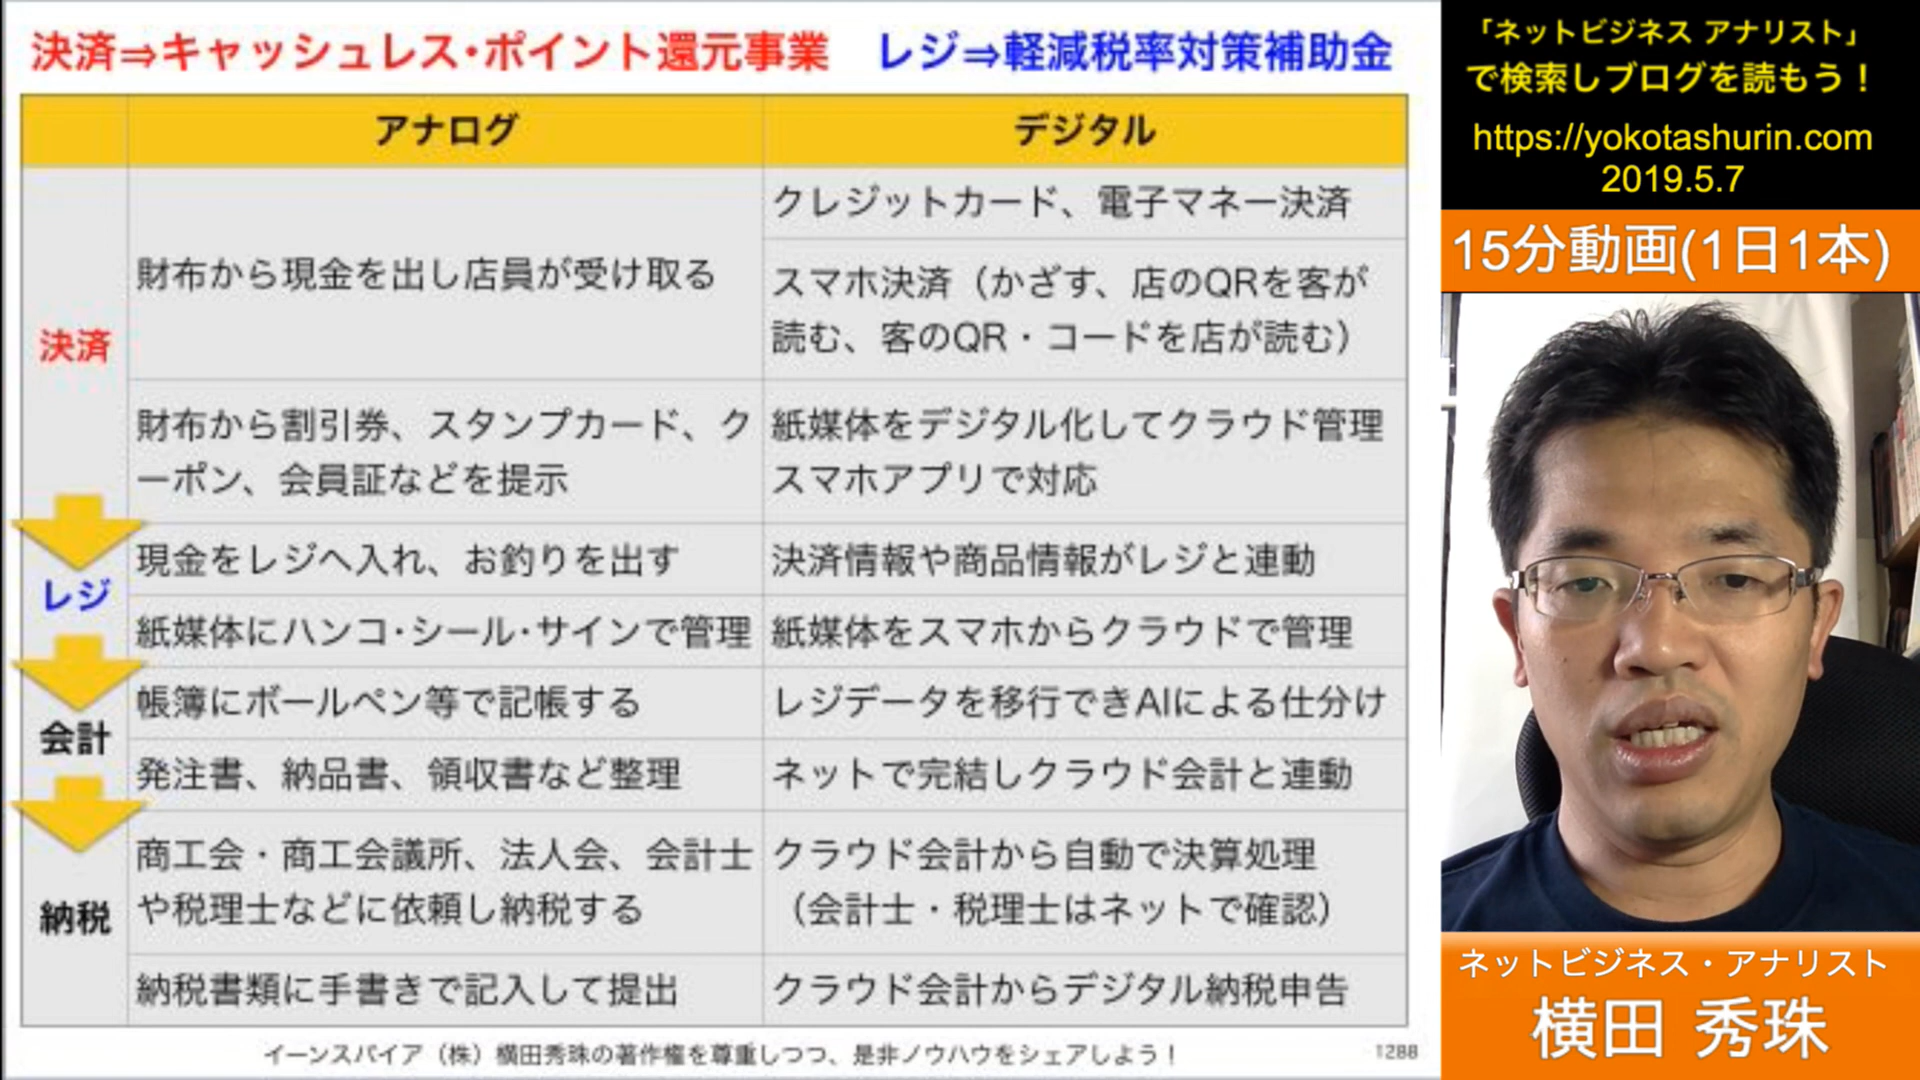 決済⇒キャッシュレス・ポイント還元事業 レジ⇒軽減税率対策補助金
アナログ
デジタル
決済
財布から現金を出し店員が受け取る
クレジットカード、電子マネー決済
スマホ決済（かざす、店のQRを客が
読む、客のQR・コードを店が読む）
財布から割引券、スタンプカード、ク
ーポン、会員証などを提示
紙媒体をデジタル化してクラウド管理
スマホアプリで対応
レジ
現金をレジへ入れ、お釣りを出す
決済情報や商品情報がレジと連動
紙媒体にハンコ・シール・サインで管理
紙媒体をスマホからクラウドで管理
会計
帳簿にボールペン等で記帳する
レジデータを移行できAIによる仕分け
発注書、納品書、領収書など整理
ネットで完結しクラウド会計と連動
納税
商工会・商工会議所、法人会、会計士
や税理士などに依頼し納税する
クラウド会計から自動で決算処理
（会計士・税理士はネットで確認）
納税書類に手書きで記入して提出
クラウド会計からデジタル納税申告
イーンスパイア（株）横田秀珠の著作権を尊重しつつ、是非ノウハウをシェアしよう！
1288
「ネットビジネス アナリスト」
で検索しブログを読もう！
https://yokotashurin.com
2019.5.7
15分動画(1日1本)
ネットビジネス・アナリスト
横田 秀珠